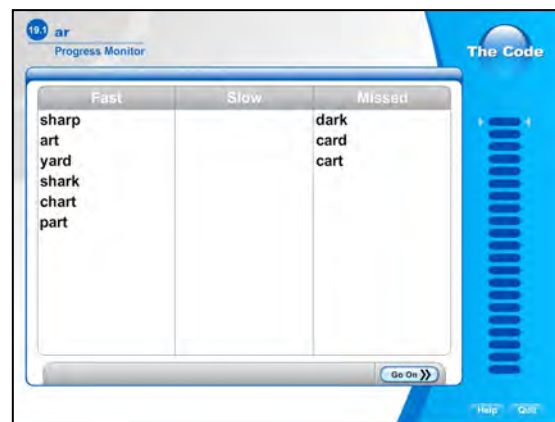 19.1 ar
Progress Monitor
The Code
Fast Slow Missed
sharp dark
art card
yard cart
shark
chart
part
Go On
Help Quit